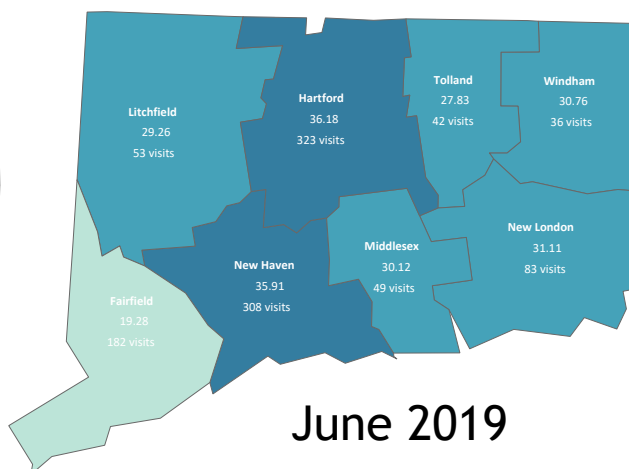 Litchfield
29.26
53 visits
Hartford
36.18
323 visits
Tolland
27.83
42 visits
Windham
30.76
36 visits
Fairfield
19.28
182 visits
New Haven
35.91
308 visits
Middlesex
30.12
49 visits
New London
31.11
83 visits
June 2019